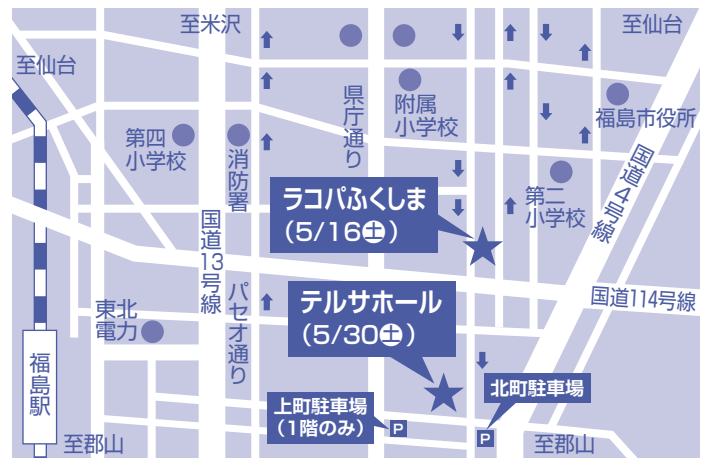 至米沢
至仙台
至仙台
県庁通り
附属
小学校
福島市役所
第四
小学校
消防署
国道4号線
第二
小学校
ラコパふくしま
(5/16土)
国道13号線
国道114号線
テルサホール
(5/30土)
パセオ通り
東北
電力
福島駅
北町駐車場
上町駐車場
(1階のみ)
P
P
至郡山
至郡山